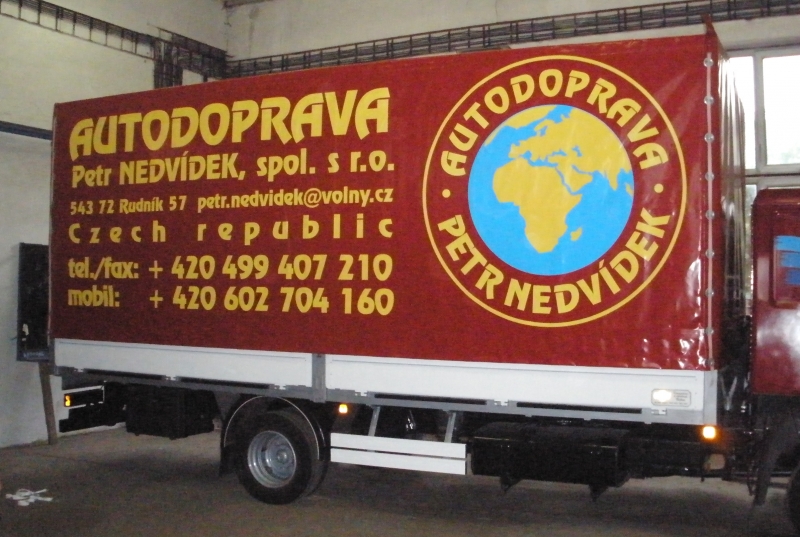 AUTODOPRAVA
Petr NEDVÍDEK, spol. s r.o.
543 72 Rudník 57 petr.nedvidek@volny.cz
Czech republic
tel./fax: + 420 499 407 210
mobil: + 420 602 704 160
· AUTODOPRAVA ·
PETR NEDVÍDEK